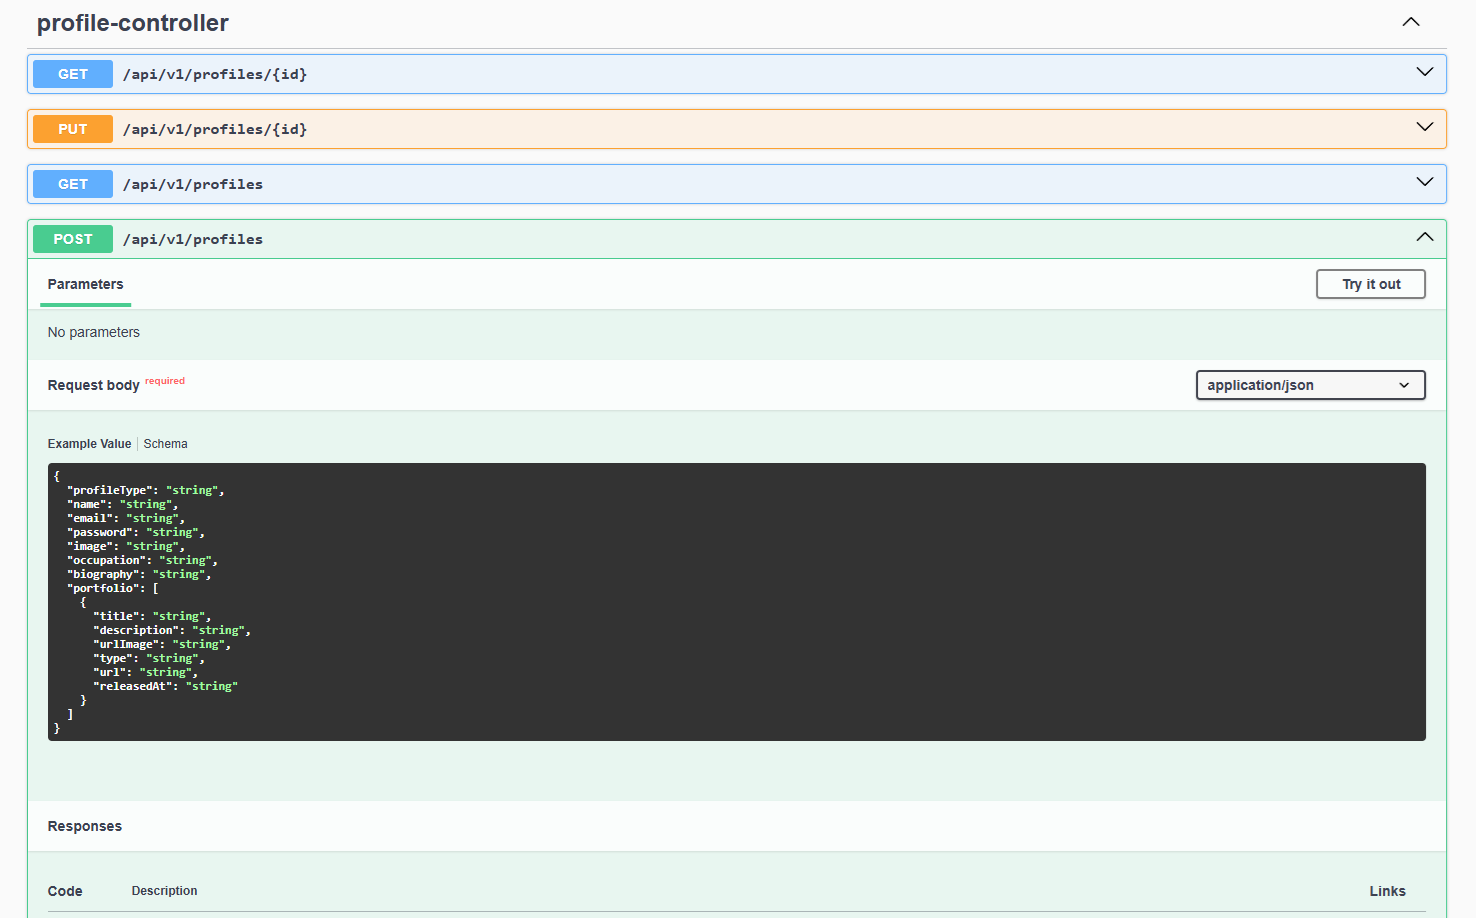 profile-controller
GET /api/v1/profiles/{id}
PUT /api/v1/profiles/{id}
GET /api/v1/profiles
POST /api/v1/profiles
Parameters
Try it out
No parameters
Request body required
application/json
Example Value Schema
{
  "profileType": "string",
  "name": "string",
  "email": "string",
  "password": "string",
  "image": "string",
  "occupation": "string",
  "biography": "string",
  "portfolio": [
    {
      "title": "string",
      "description": "string",
      "urlImage": "string",
      "type": "string",
      "url": "string",
      "releasedAt": "string"
    }
  ]
}
Responses
Code Description Links